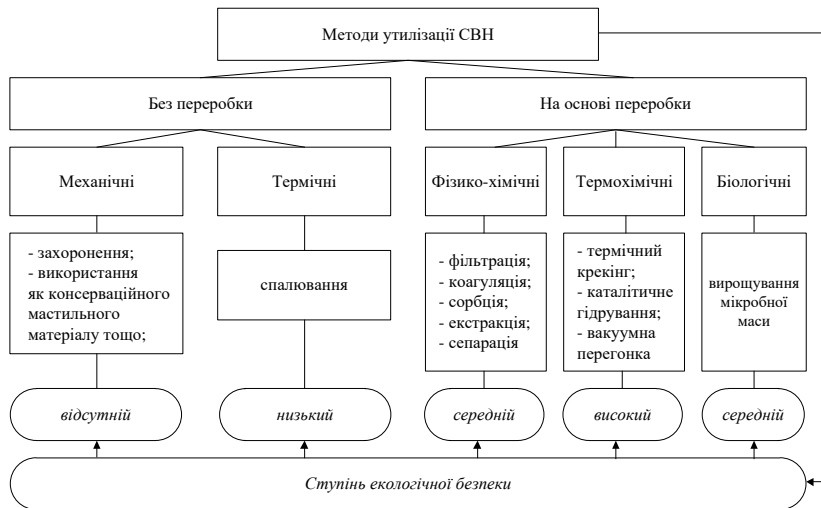 Методи утилізації СВН
Без переробки
На основі переробки
Механічні
Термічні
Фізико-хімічні
Термохімічні
Біологічні
- захоронення;
- використання
як консерваційного
мастильного
матеріалу тощо;
спалювання
- фільтрація;
- коагуляція;
- сорбція;
- екстракція;
- сепарація
- термічний
крекінг;
- каталітичне
гідрування;
- вакуумна
перегонка
вирощування
мікробної
маси
відсутній
низький
середній
високий
середній
Ступінь екологічної безпеки